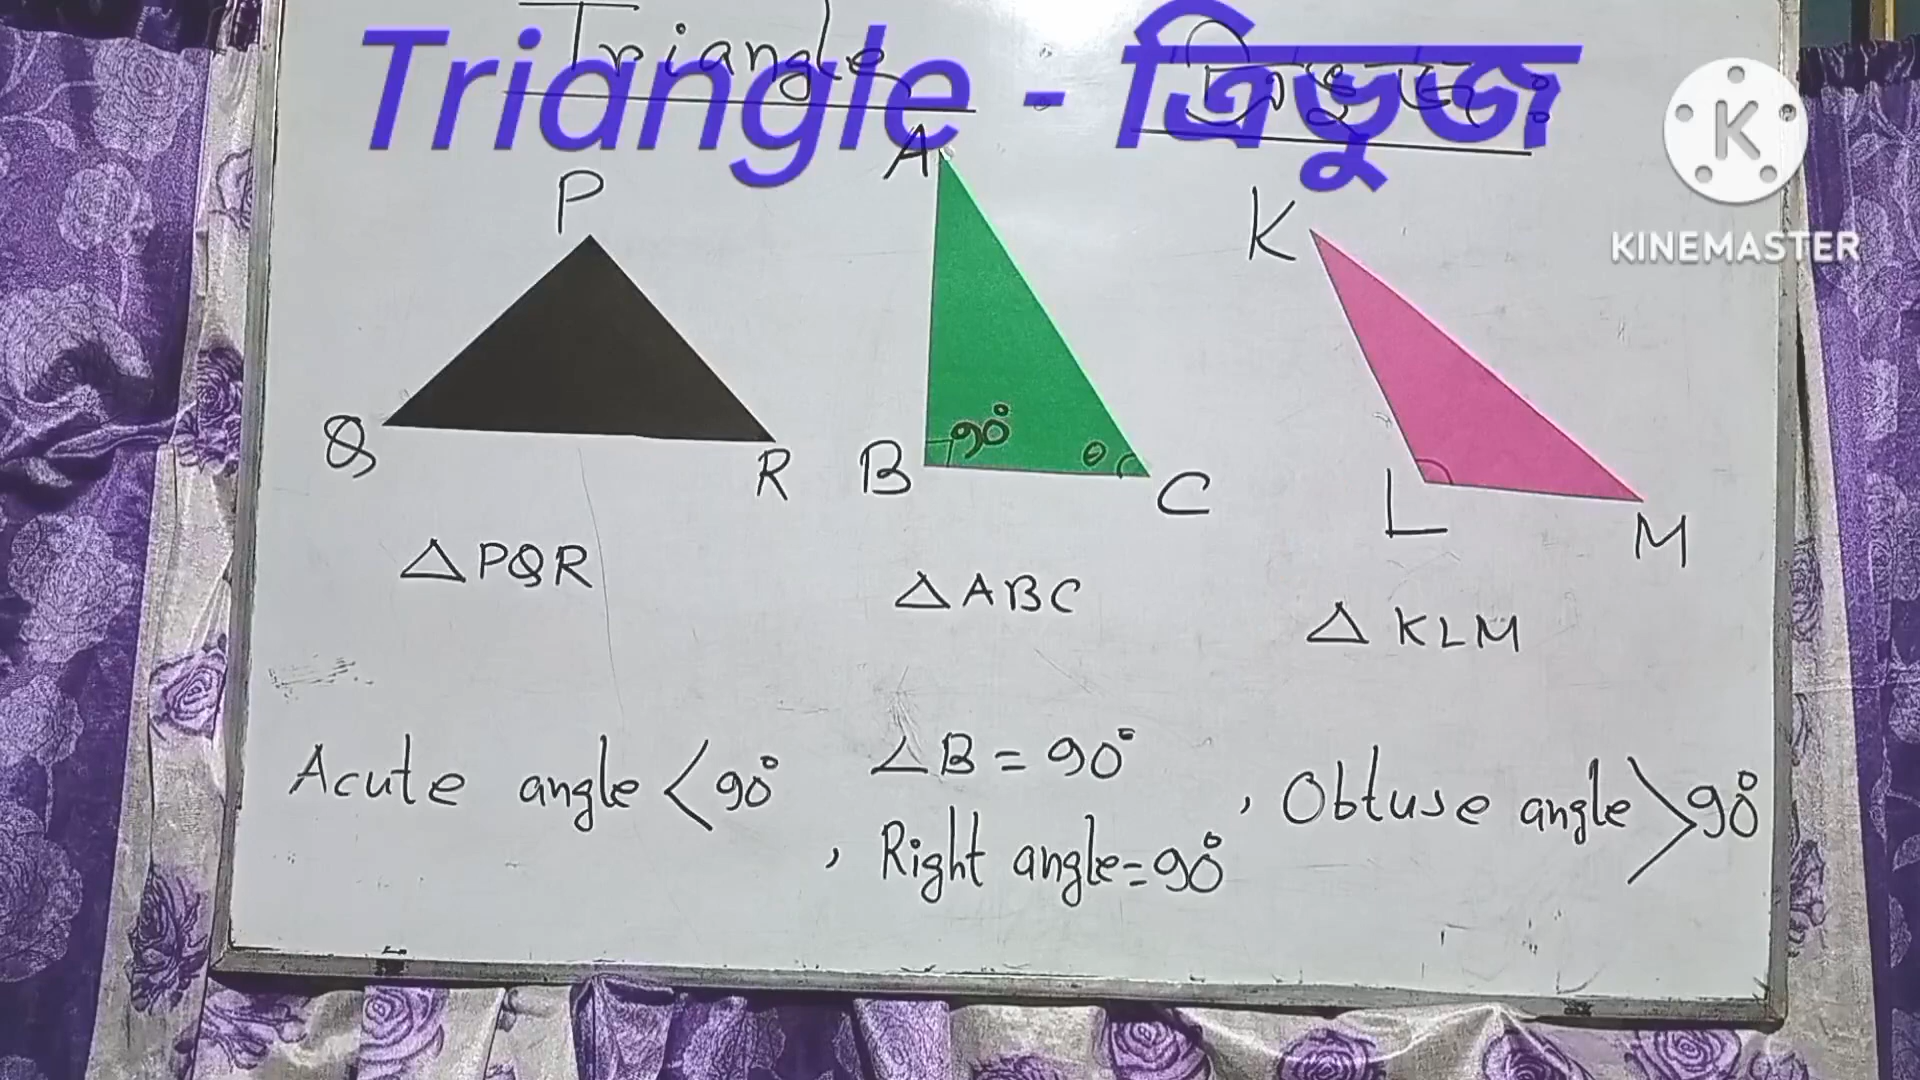 Triangle - ত্রিভুজ
Triangle : ত্রিভুজ :
K
KINEMASTER
P
A
K
Q
R
B
90°
θ
C
L
M
△ PQR
△ ABC
△ KLM
Acute angle < 90°
∠B = 90°
, Right angle = 90°
, Obtuse angle > 90°